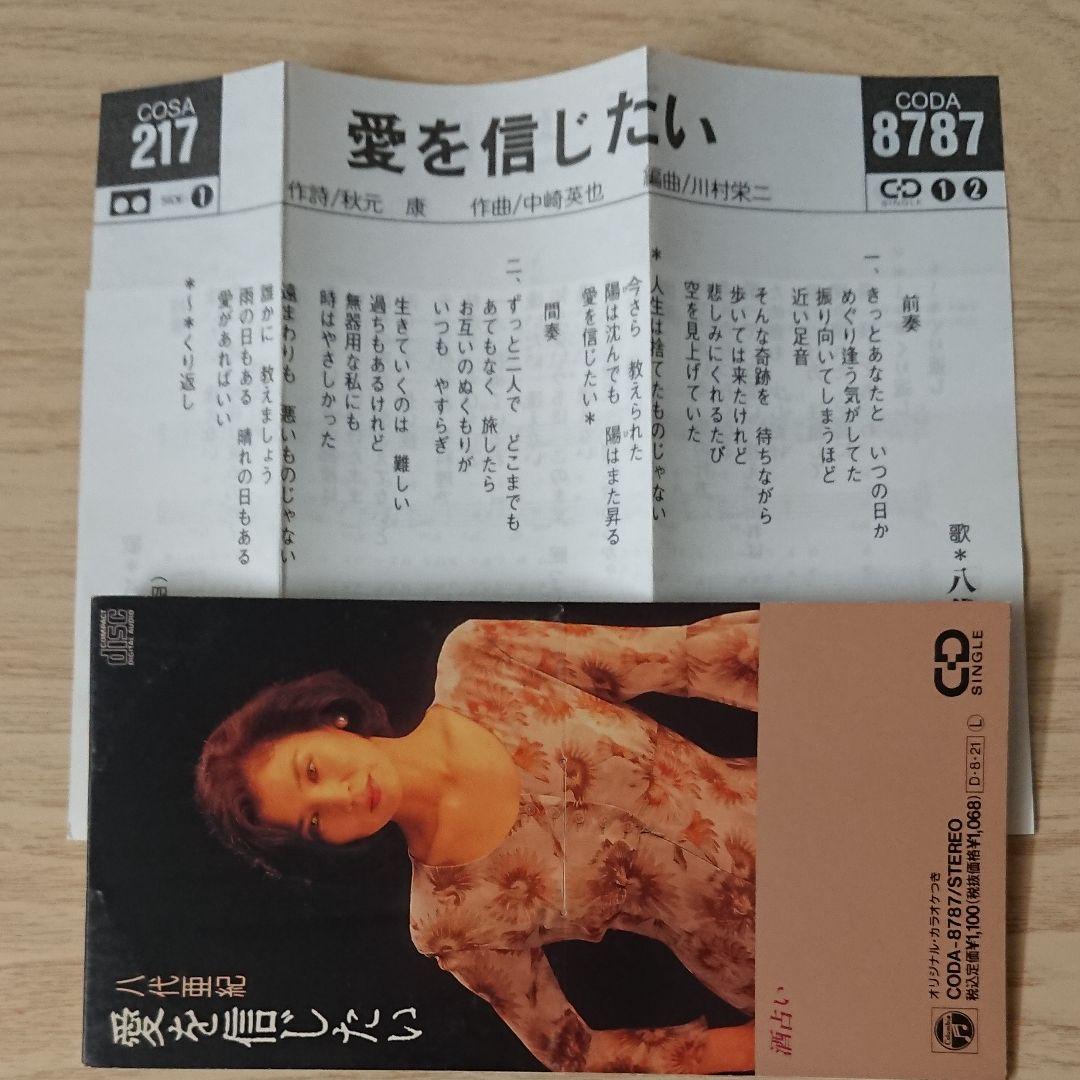 COSA
217
SIDE 1
愛を信じたい
CODA
8787
CD
SINGLE
1 2
作詩/秋元 康 作曲/中崎英也 編曲/川村栄二
歌*八
前奏
一、きっとあなたと いつの日か
めぐり逢う気がしてた
振り向いてしまうほど
近い足音
そんな奇跡を 待ちながら
歩いては来たけれど
悲しみにくれるたび
空を見上げていた
*人生は捨てたものじゃない
今さら 教えられた
陽は沈んでも 陽はまた昇る
愛を信じたい*
間奏
二、ずっと二人で どこまでも
あてもなく 旅したら
お互いのぬくもりが
いつも やすらぎ
生きていくのは 難しい
過ちもあるけれど
無器用な私にも
時はやさしかった
遠まわりも 悪いものじゃない
誰かに 教えましょう
雨の日もある 晴れの日もある
愛があればいい
*~*くり返し
COMPACT
disc
DIGITAL AUDIO
八代亜紀
愛を信じたい
酒占い
CD
SINGLE
オリジナル・カラオケつき
CODA-8787/STEREO
税込定価¥1,100(税抜価格¥1,068) D・8・21 L
Columbia